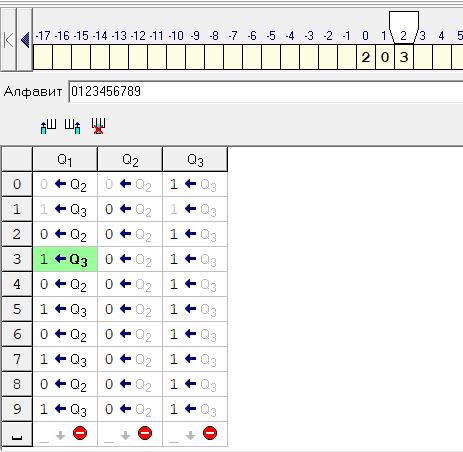 -17 -16 -15 -14 -13 -12 -11 -10 -9 -8 -7 -6 -5 -4 -3 -2 -1 0 1 2 3 4 5
2 0 3
Алфавит 0123456789
Q1 Q2 Q3
0 0 ← Q2 0 ← Q2 1 ← Q3
1 1 ← Q3 0 ← Q2 1 ← Q3
2 0 ← Q2 0 ← Q2 1 ← Q3
3 1 ← Q3 0 ← Q2 1 ← Q3
4 0 ← Q2 0 ← Q2 1 ← Q3
5 1 ← Q3 0 ← Q2 1 ← Q3
6 0 ← Q2 0 ← Q2 1 ← Q3
7 1 ← Q3 0 ← Q2 1 ← Q3
8 0 ← Q2 0 ← Q2 1 ← Q3
9 1 ← Q3 0 ← Q2 1 ← Q3
␣ _ ↓ _ ↓ _ ↓